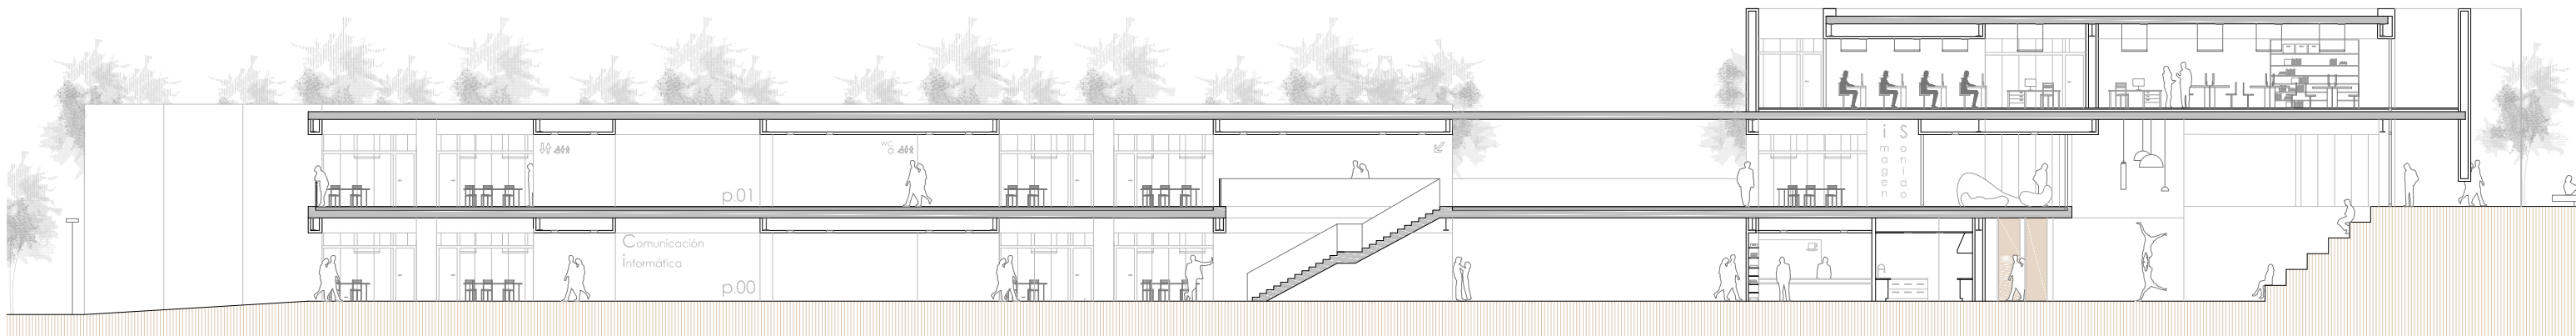 WC
p.01
Comunicación
informática
p.00
imagen
Sonido